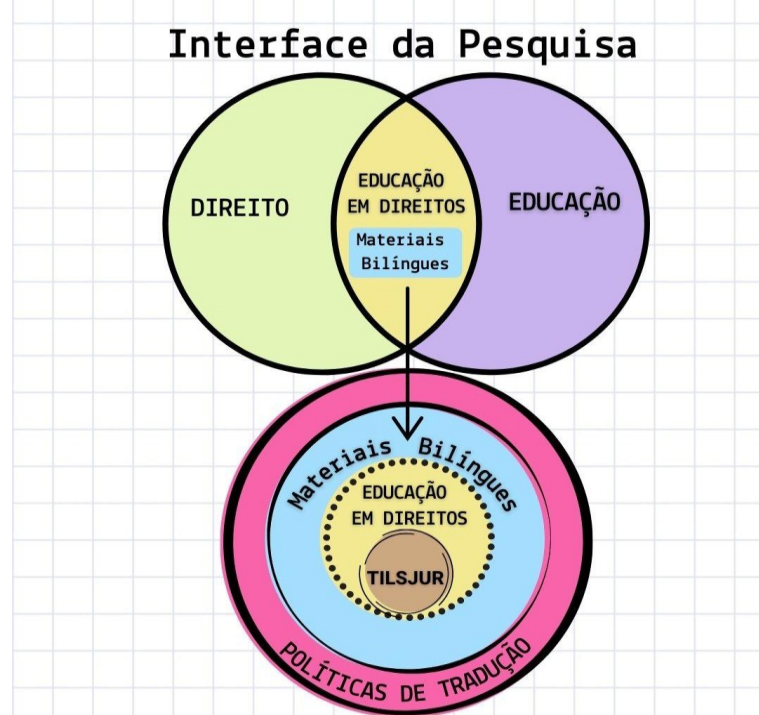 Interface da Pesquisa
DIREITO
EDUCAÇÃO
EM DIREITOS
Materiais
Bilíngues
EDUCAÇÃO
Materiais Bilíngues
EDUCAÇÃO
EM DIREITOS
TILSJUR
POLÍTICAS DE TRADUÇÃO